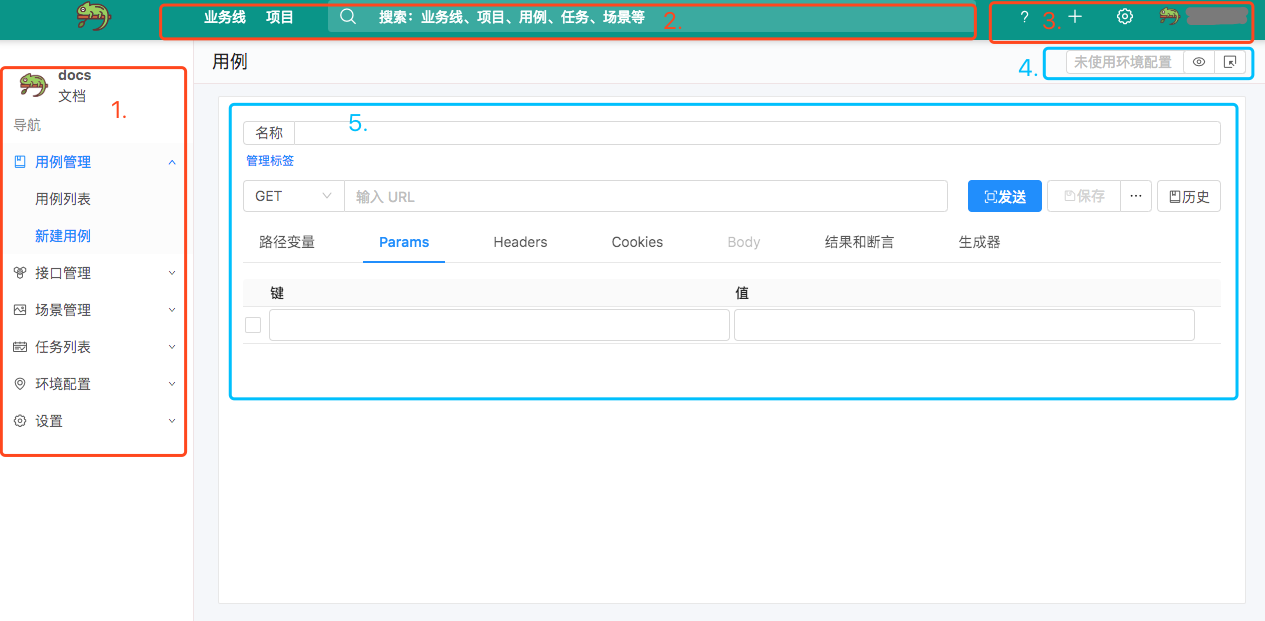 业务线 项目 搜索：业务线、项目、用例、任务、场景等 2. ? 3. +
docs
文档
1.
导航
用例管理
用例列表
新建用例
接口管理
场景管理
任务列表
环境配置
设置
用例
4. 未使用环境配置
5.
名称
管理标签
GET 输入 URL 发送 保存 ... 历史
路径变量 Params Headers Cookies Body 结果和断言 生成器
键 值